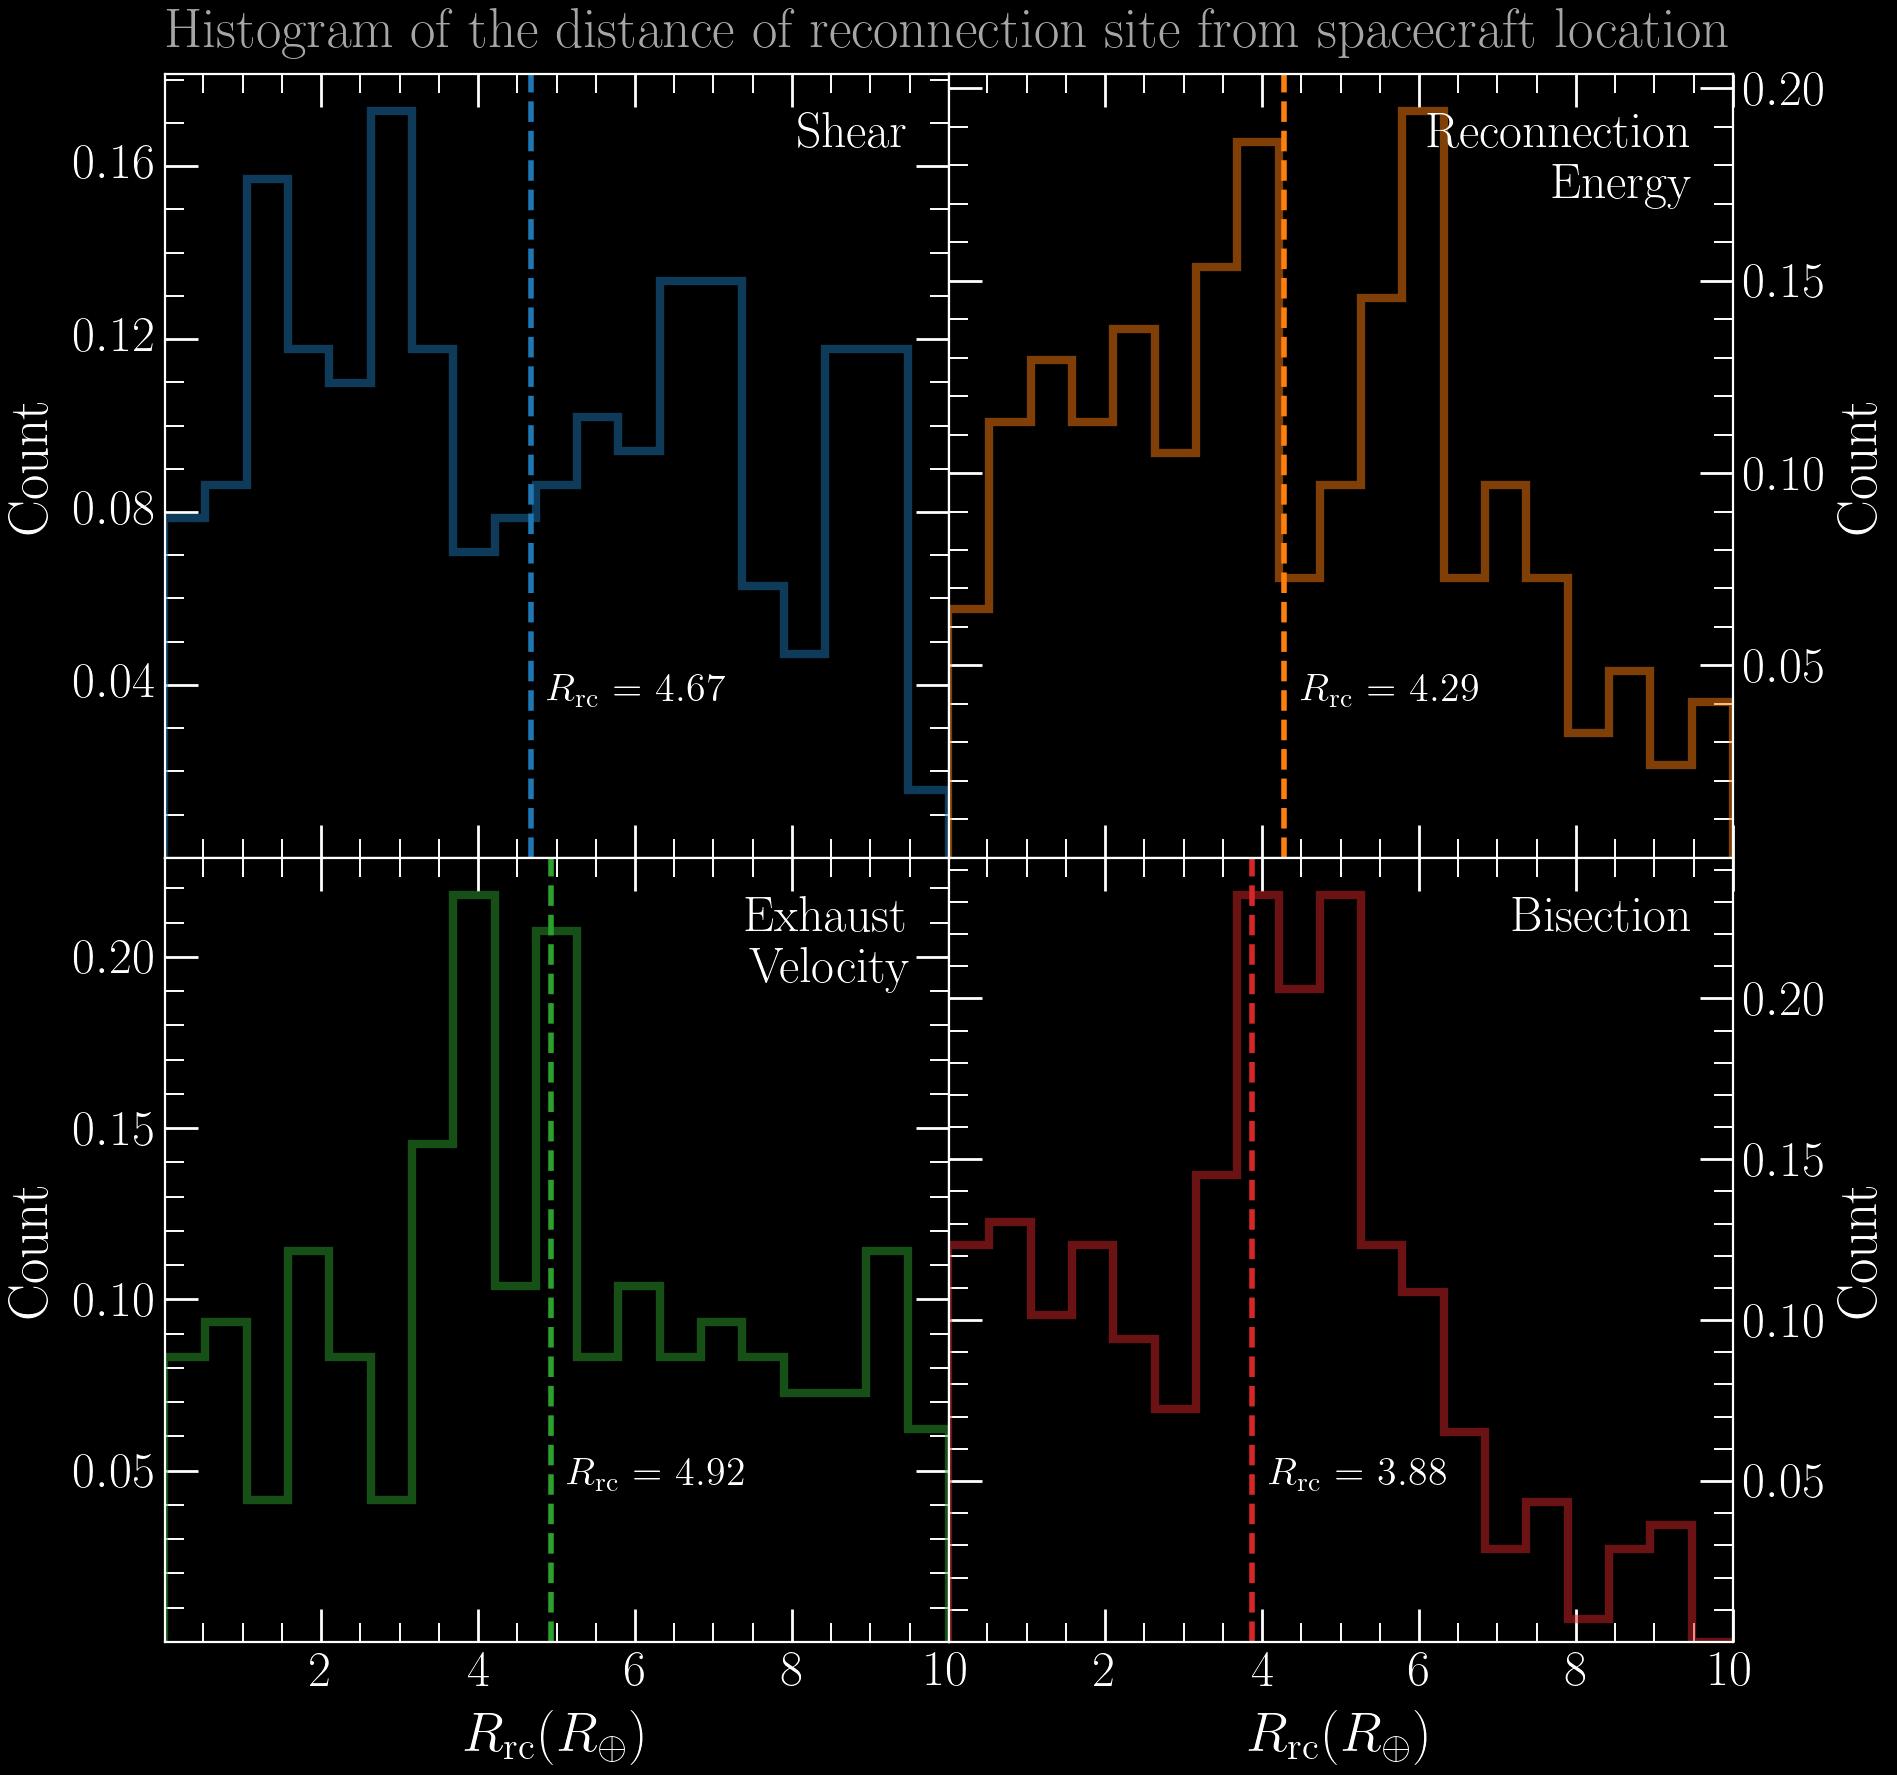 Histogram of the distance of reconnection site from spacecraft location
Shear
0.16
0.12
0.08
0.04
Count
R_rc = 4.67
Reconnection
Energy
0.20
0.15
0.10
0.05
Count
R_rc = 4.29
Exhaust
Velocity
0.20
0.15
0.10
0.05
Count
R_rc = 4.92
Bisection
0.20
0.15
0.10
0.05
Count
R_rc = 3.88
2 4 6 8 10 2 4 6 8 10
R_rc(R_⊕) R_rc(R_⊕)